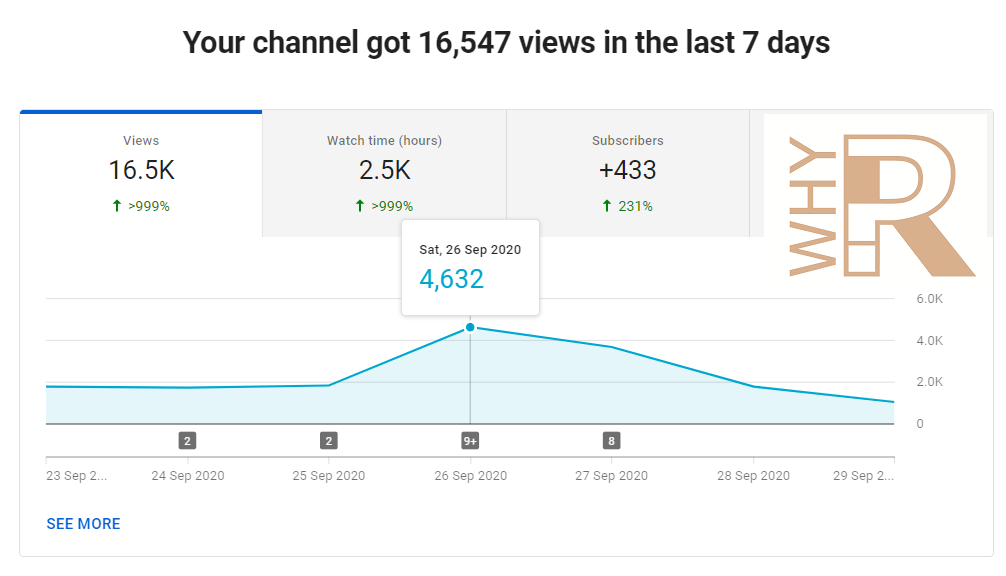 Your channel got 16,547 views in the last 7 days
Views
16.5K
>999%
Watch time (hours)
2.5K
>999%
Subscribers
+433
231%
WHY R
Sat, 26 Sep 2020
4,632
6.0K
4.0K
2.0K
0
2
2
9+
8
23 Sep 2...
24 Sep 2020
25 Sep 2020
26 Sep 2020
27 Sep 2020
28 Sep 2020
29 Sep 2...
SEE MORE